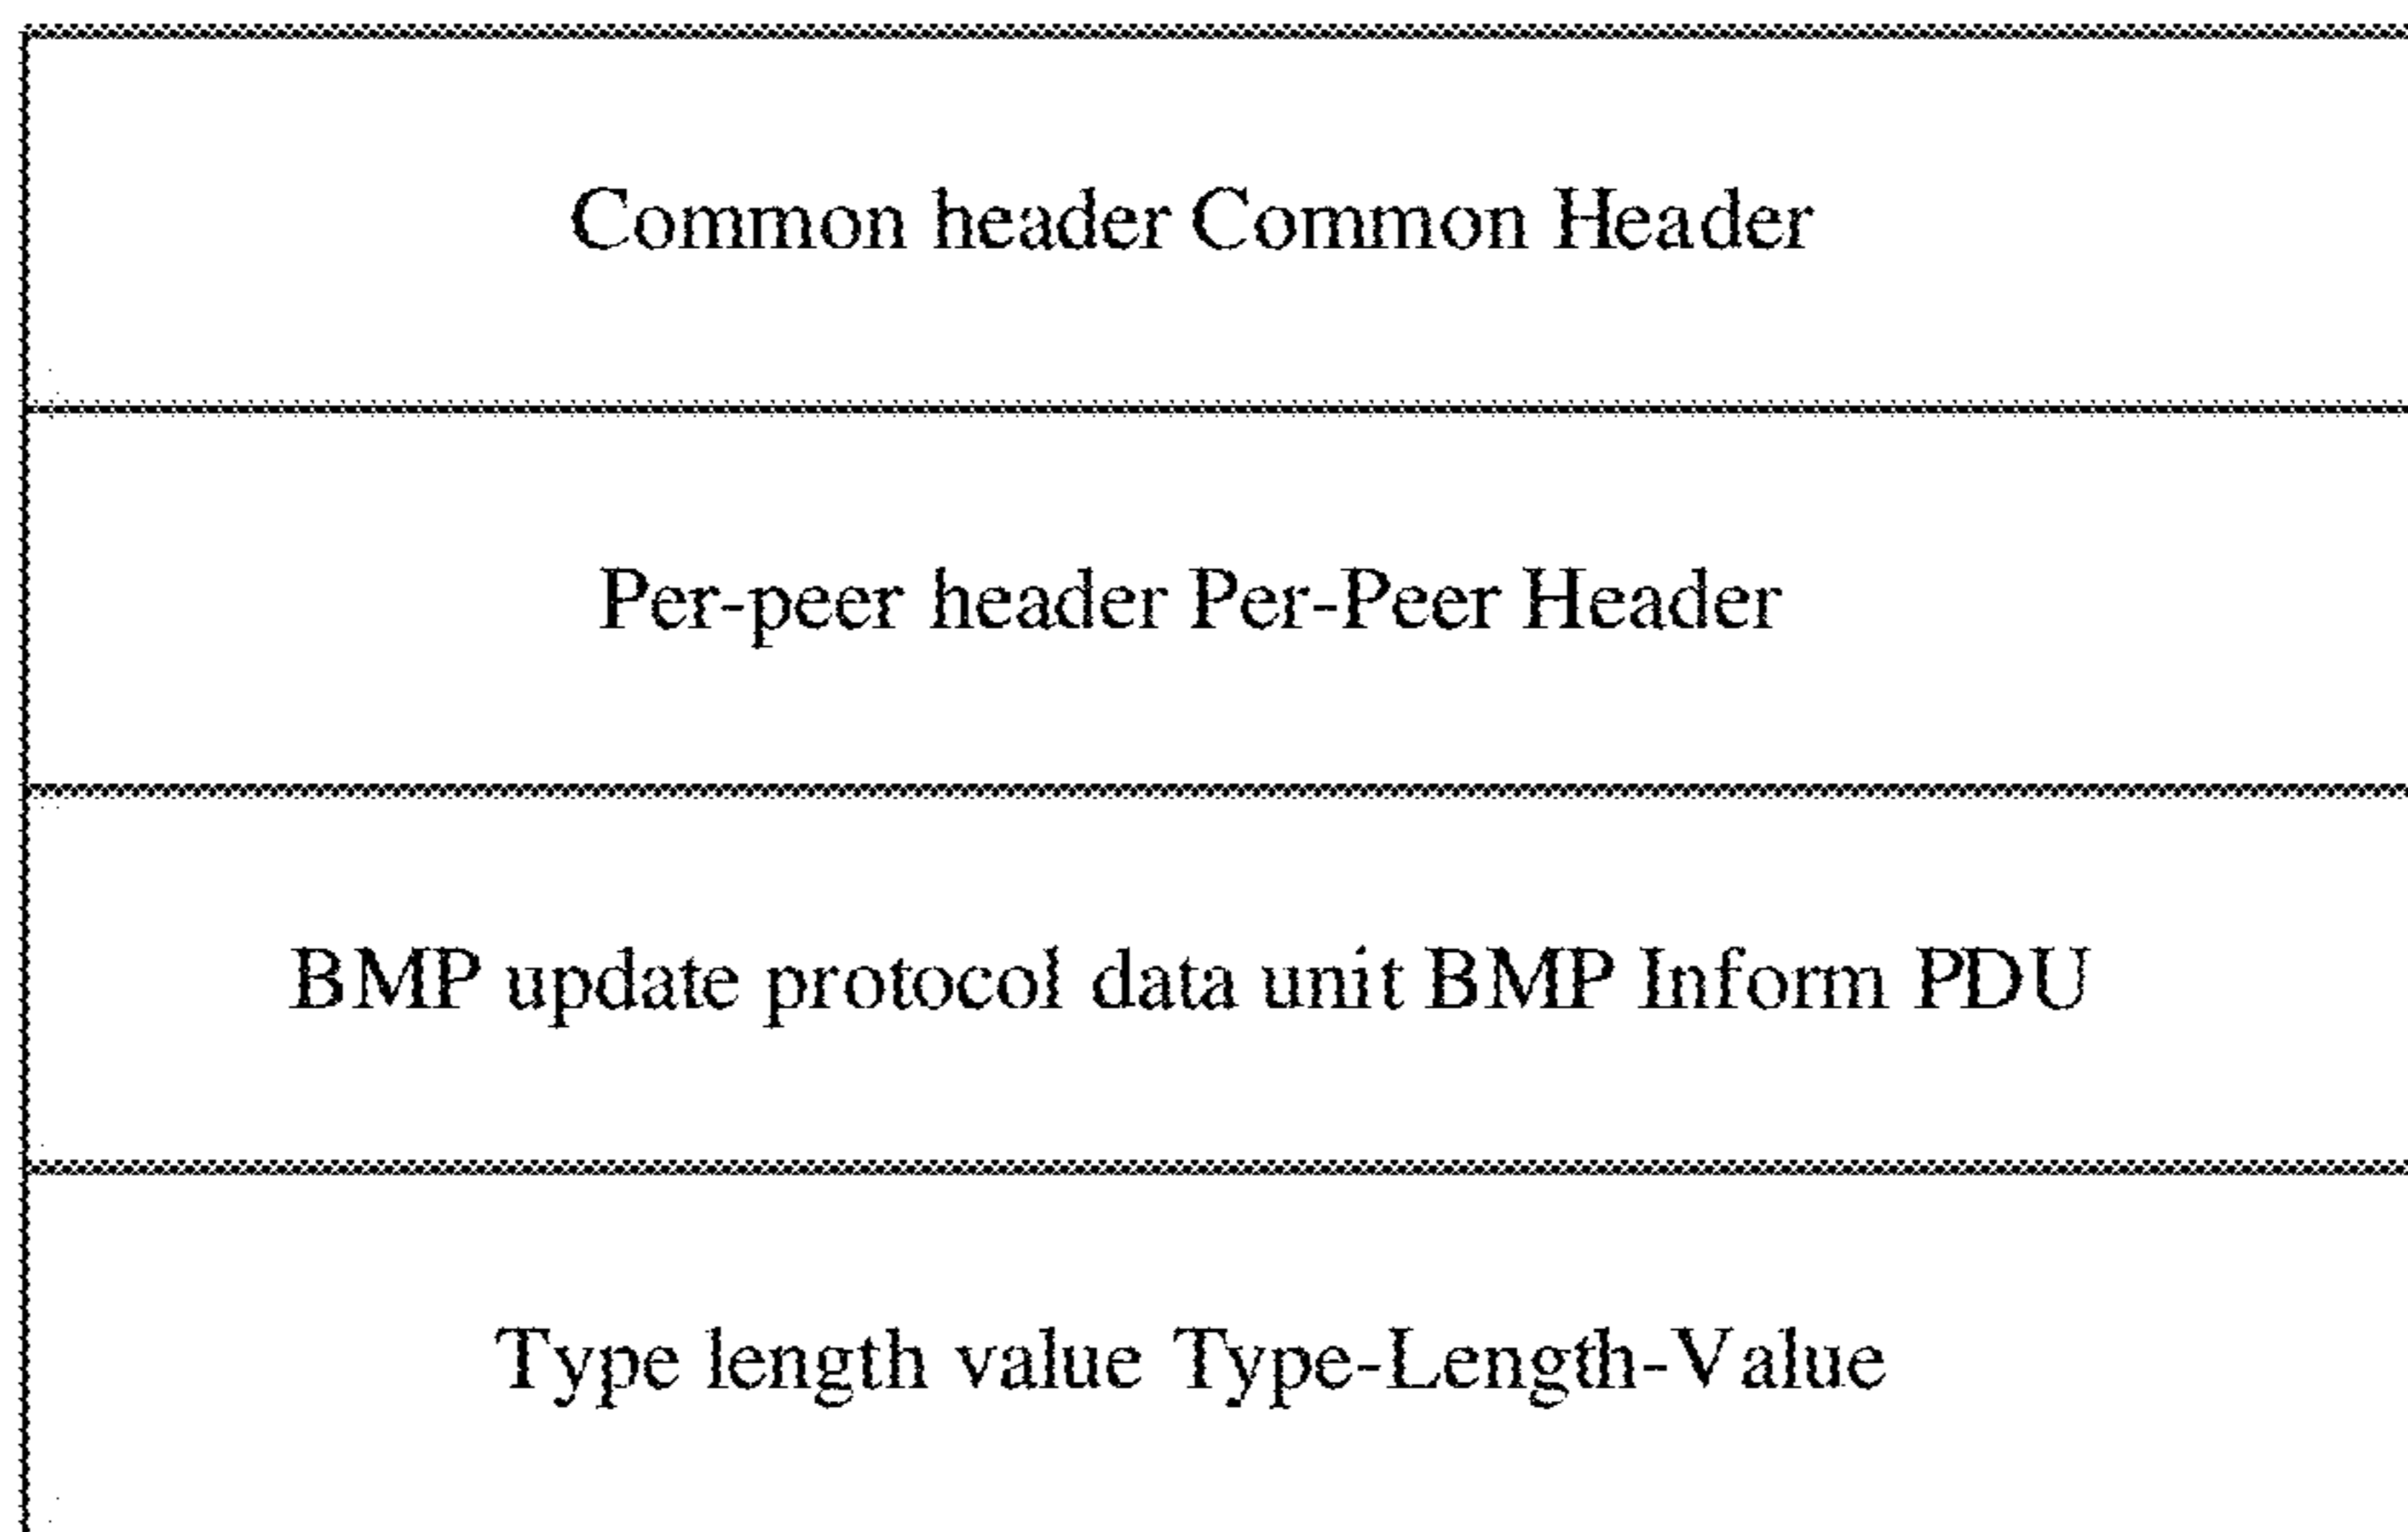 Common header Common Header
Per-peer header Per-Peer Header
BMP update protocol data unit BMP Inform PDU
Type length value Type-Length-Value